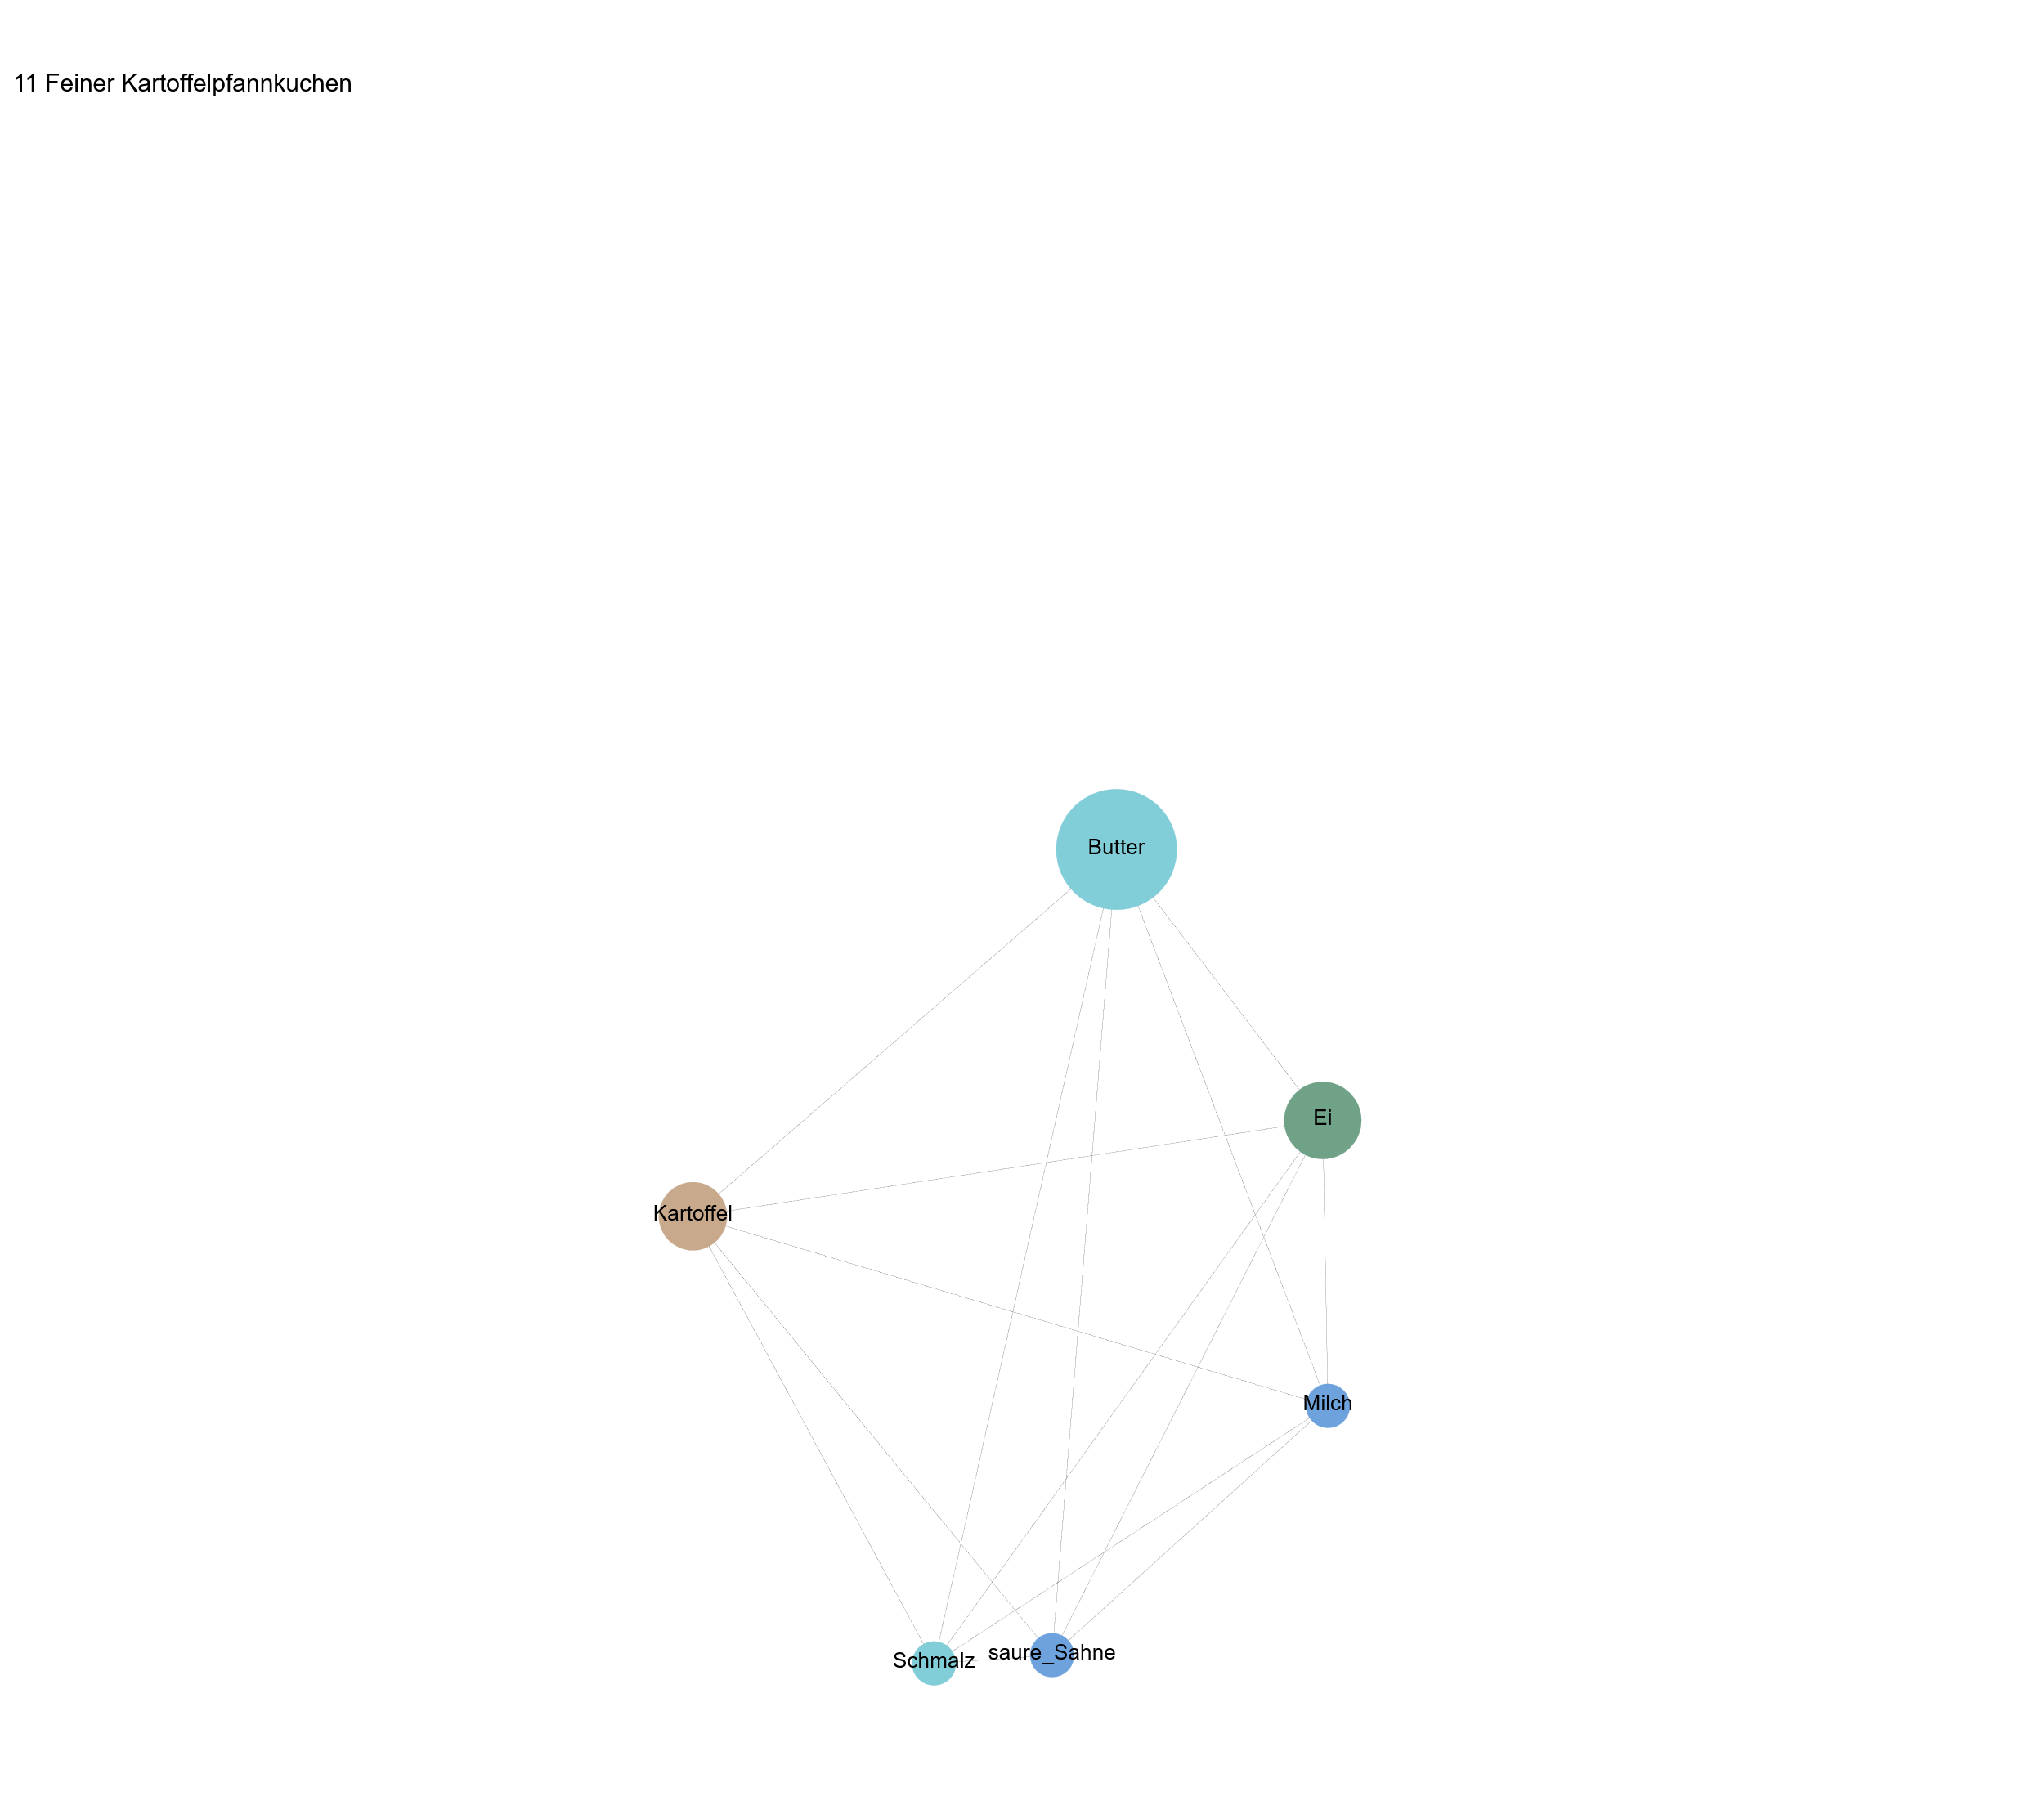 11 Feiner Kartoffelpfannkuchen
Butter
Ei
Kartoffel
Milch
saure_Sahne
Schmalz